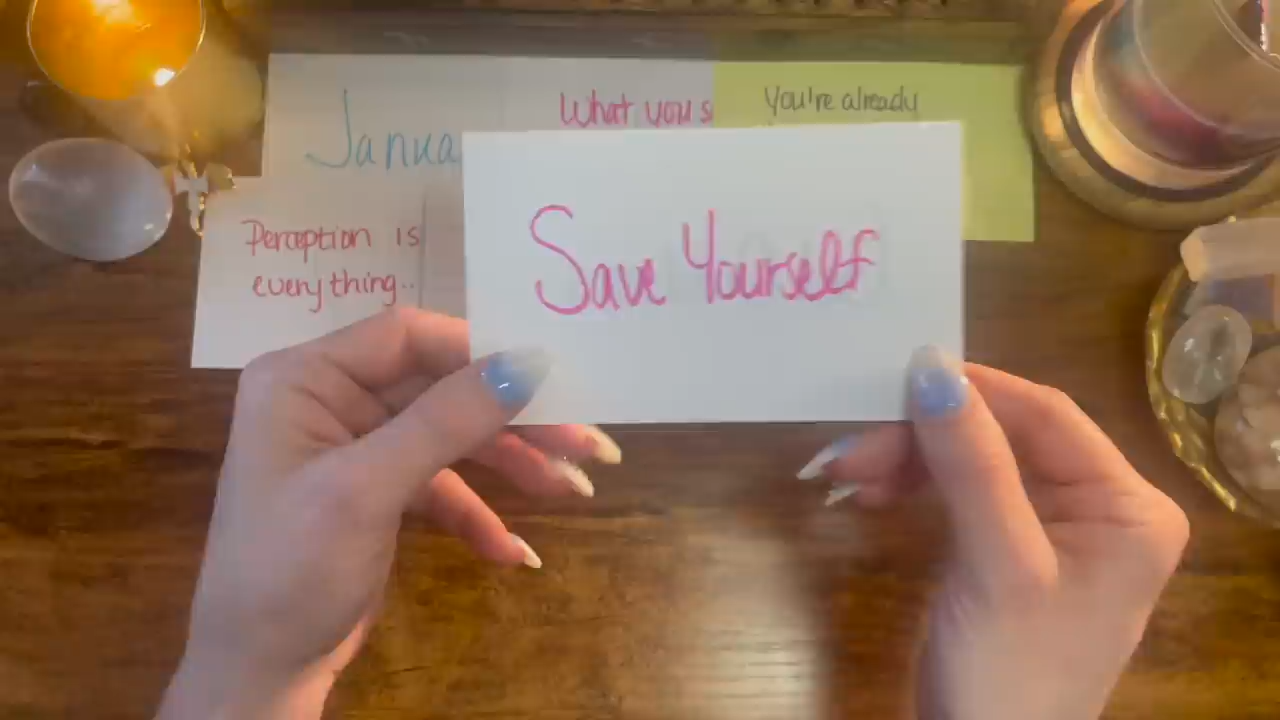 Janua
What you s
You're already
Perception is
everything..
Save Yourself